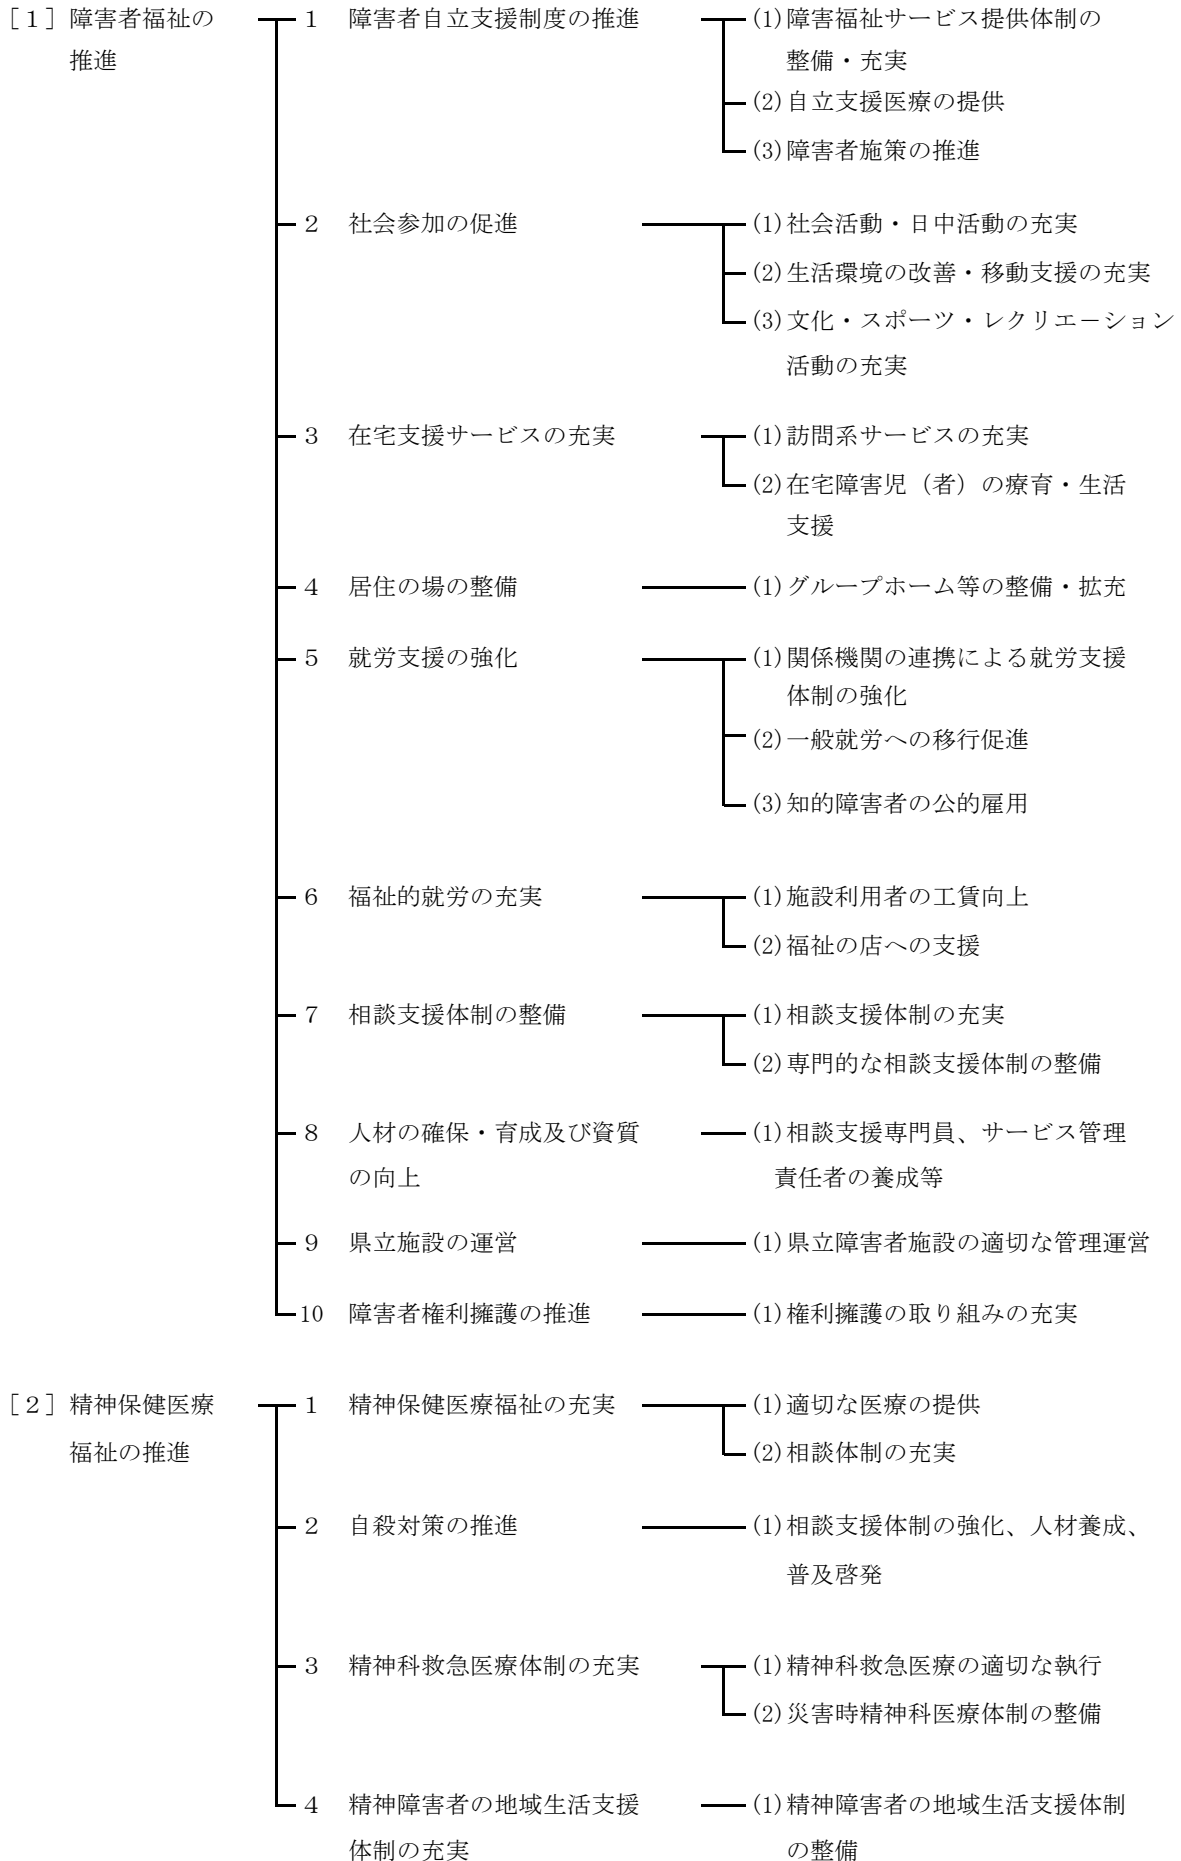 ［１］障害者福祉の　１　障害者自立支援制度の推進　(1)障害福祉サービス提供体制の
推進　整備・充実
(2)自立支援医療の提供
(3)障害者施策の推進
２　社会参加の促進　(1)社会活動・日中活動の充実
(2)生活環境の改善・移動支援の充実
(3)文化・スポーツ・レクリエ－ション
活動の充実
３　在宅支援サービスの充実　(1)訪問系サービスの充実
(2)在宅障害児（者）の療育・生活
支援
４　居住の場の整備　(1)グループホーム等の整備・拡充
５　就労支援の強化　(1)関係機関の連携による就労支援
体制の強化
(2)一般就労への移行促進
(3)知的障害者の公的雇用
６　福祉的就労の充実　(1)施設利用者の工賃向上
(2)福祉の店への支援
７　相談支援体制の整備　(1)相談支援体制の充実
(2)専門的な相談支援体制の整備
８　人材の確保・育成及び資質　(1)相談支援専門員、サービス管理
の向上　責任者の養成等
９　県立施設の運営　(1)県立障害者施設の適切な管理運営
10　障害者権利擁護の推進　(1)権利擁護の取り組みの充実
［２］精神保健医療　１　精神保健医療福祉の充実　(1)適切な医療の提供
福祉の推進　(2)相談体制の充実
２　自殺対策の推進　(1)相談支援体制の強化、人材養成、
普及啓発
３　精神科救急医療体制の充実　(1)精神科救急医療の適切な執行
(2)災害時精神科医療体制の整備
４　精神障害者の地域生活支援　(1)精神障害者の地域生活支援体制
体制の充実　の整備